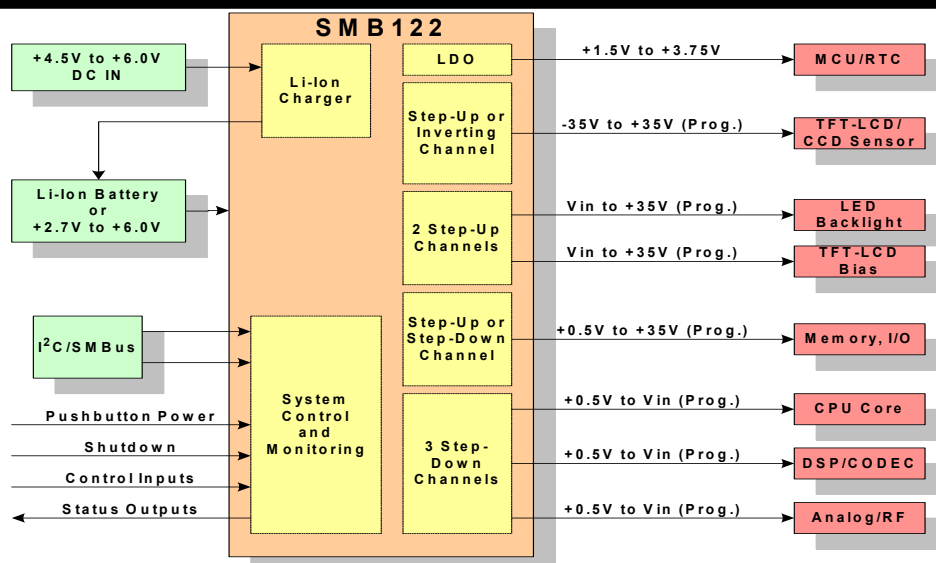 SMB122
+4.5V to +6.0V
DC IN
Li-Ion
Charger
LDO
+1.5V to +3.75V
MCU/RTC
Step-Up or
Inverting
Channel
-35V to +35V (Prog.)
TFT-LCD/
CCD Sensor
Li-Ion Battery
or
+2.7V to +6.0V
2 Step-Up
Channels
Vin to +35V (Prog.)
LED
Backlight
Vin to +35V (Prog.)
TFT-LCD
Bias
I²C/SMBus
Step-Up or
Step-Down
Channel
+0.5V to +35V (Prog.)
Memory, I/O
System
Control
and
Monitoring
Pushbutton Power
Shutdown
Control Inputs
Status Outputs
3 Step-
Down
Channels
+0.5V to Vin (Prog.)
CPU Core
+0.5V to Vin (Prog.)
DSP/CODEC
+0.5V to Vin (Prog.)
Analog/RF